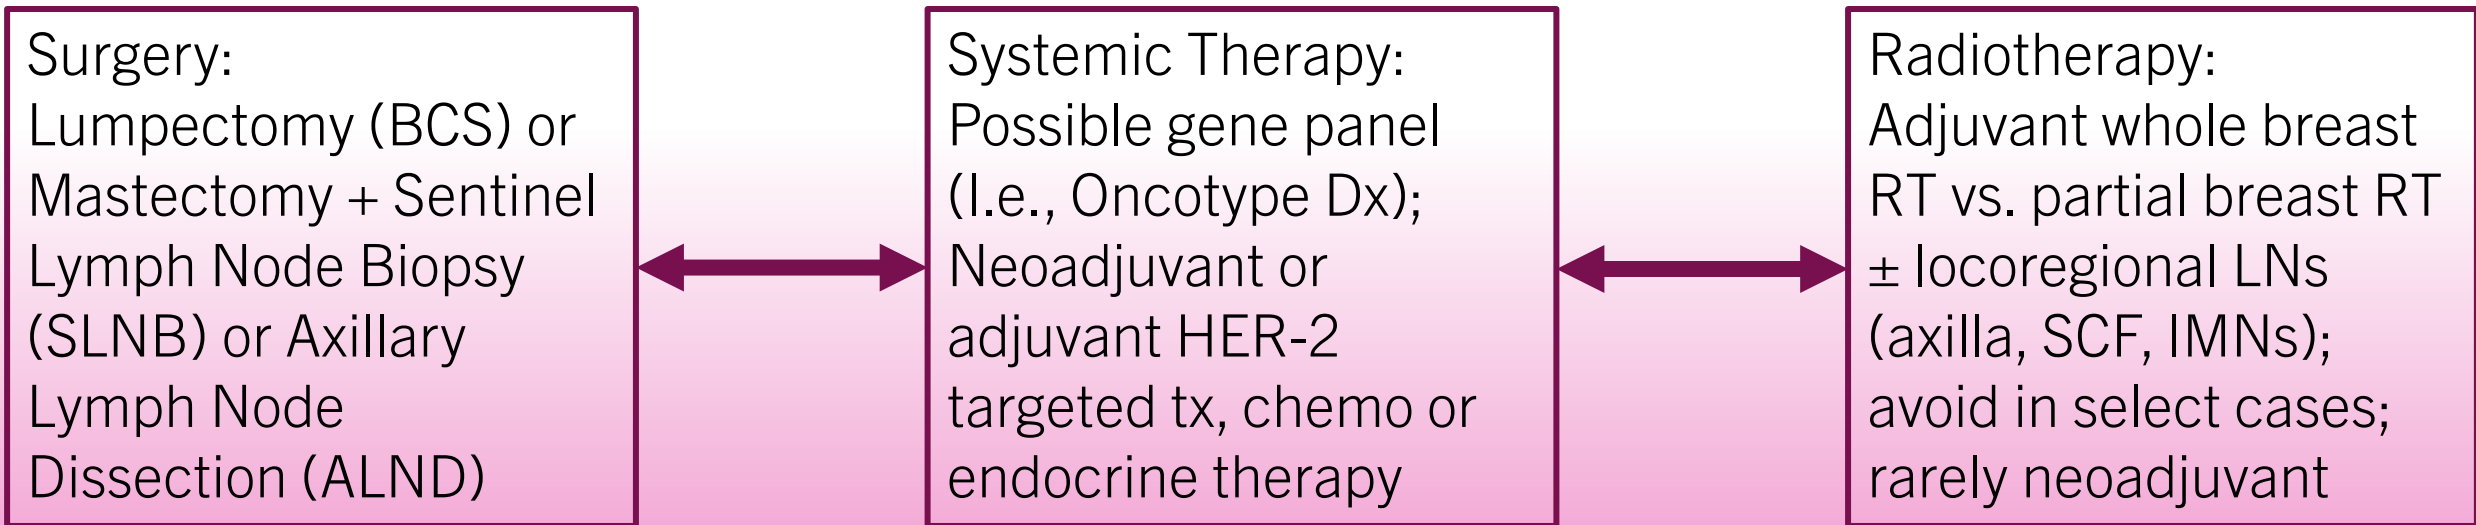 Surgery:
Lumpectomy (BCS) or
Mastectomy + Sentinel
Lymph Node Biopsy
(SLNB) or Axillary
Lymph Node
Dissection (ALND)
Systemic Therapy:
Possible gene panel
(I.e., Oncotype Dx);
Neoadjuvant or
adjuvant HER-2
targeted tx, chemo or
endocrine therapy
Radiotherapy:
Adjuvant whole breast
RT vs. partial breast RT
± locoregional LNs
(axilla, SCF, IMNs);
avoid in select cases;
rarely neoadjuvant